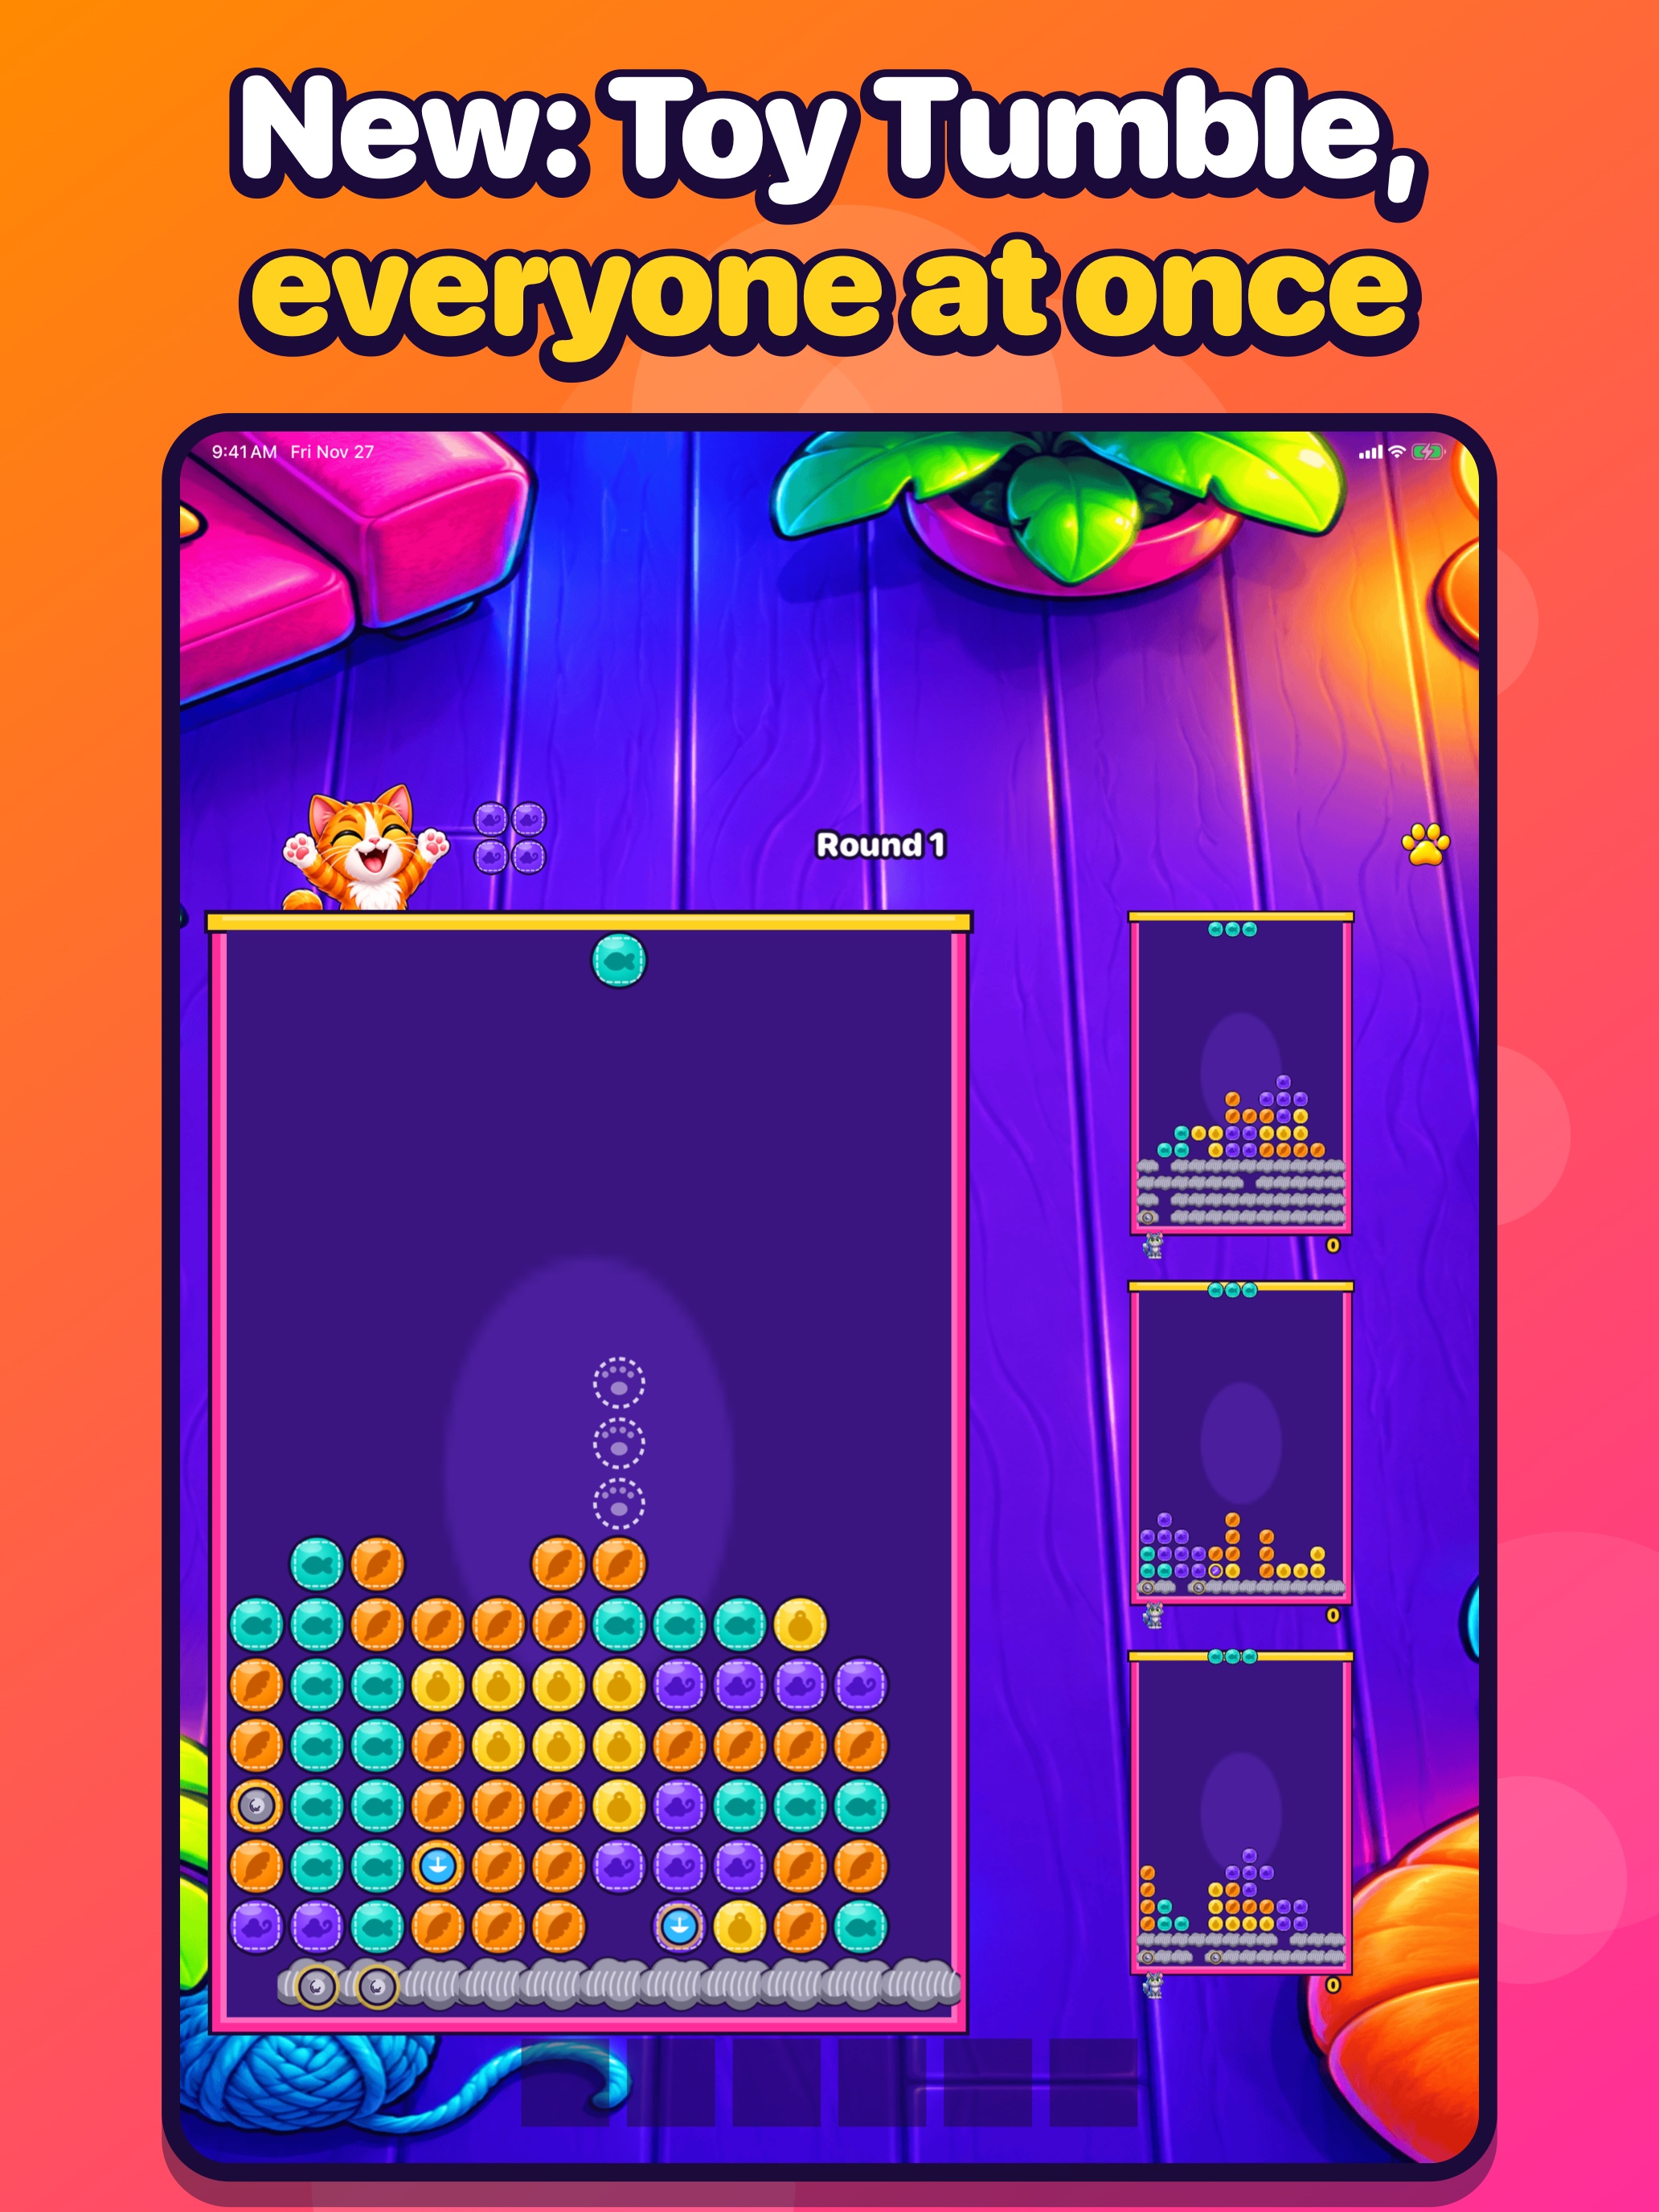 New: Toy Tumble,
everyone at once
9:41 AM Fri Nov 27
Round 1
0
0
0